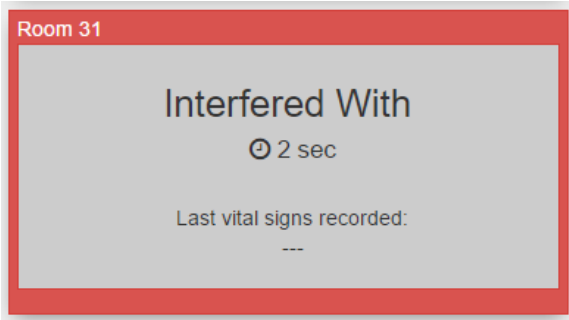 Room 31
Interfered With
2 sec
Last vital signs recorded:
---